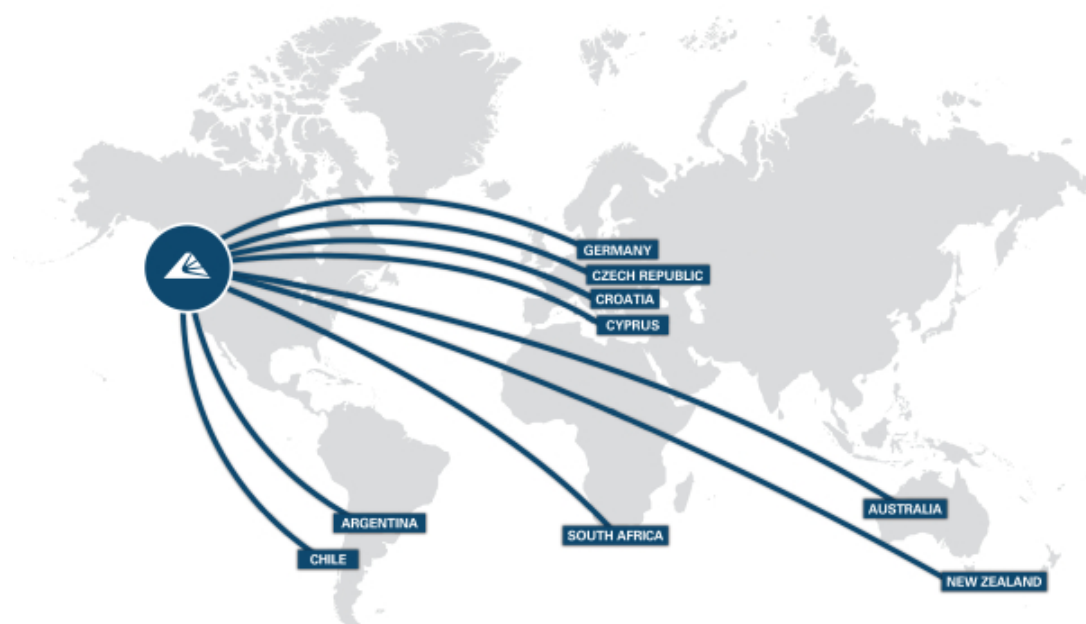 GERMANY
CZECH REPUBLIC
CROATIA
CYPRUS
AUSTRALIA
ARGENTINA
SOUTH AFRICA
CHILE
NEW ZEALAND